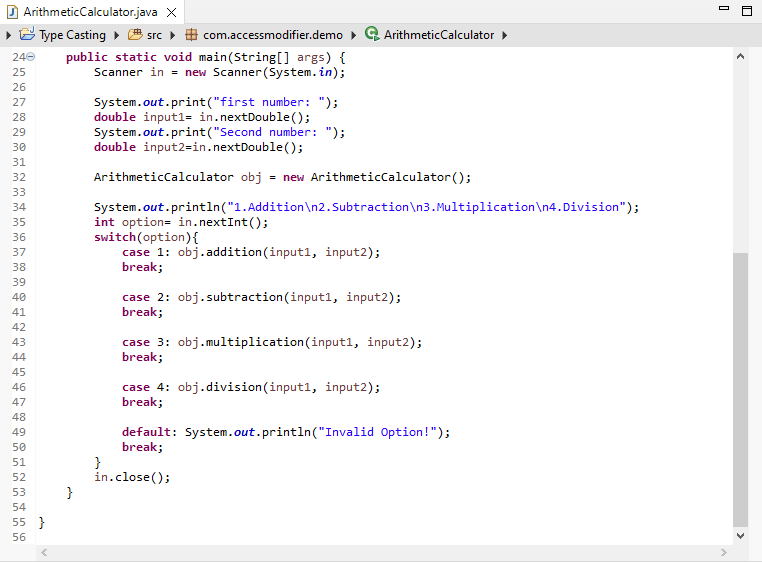 ArithmeticCalculator.java
Type Casting src com.accessmodifier.demo ArithmeticCalculator
24 public static void main(String[] args) {
25 Scanner in = new Scanner(System.in);
26
27 System.out.print("first number: ");
28 double input1= in.nextDouble();
29 System.out.print("Second number: ");
30 double input2=in.nextDouble();
31
32 ArithmeticCalculator obj = new ArithmeticCalculator();
33
34 System.out.println("1.Addition\n2.Subtraction\n3.Multiplication\n4.Division");
35 int option= in.nextInt();
36 switch(option){
37 case 1: obj.addition(input1, input2);
38 break;
39
40 case 2: obj.subtraction(input1, input2);
41 break;
42
43 case 3: obj.multiplication(input1, input2);
44 break;
45
46 case 4: obj.division(input1, input2);
47 break;
48
49 default: System.out.println("Invalid Option!");
50 break;
51 }
52 in.close();
53 }
54
55 }
56